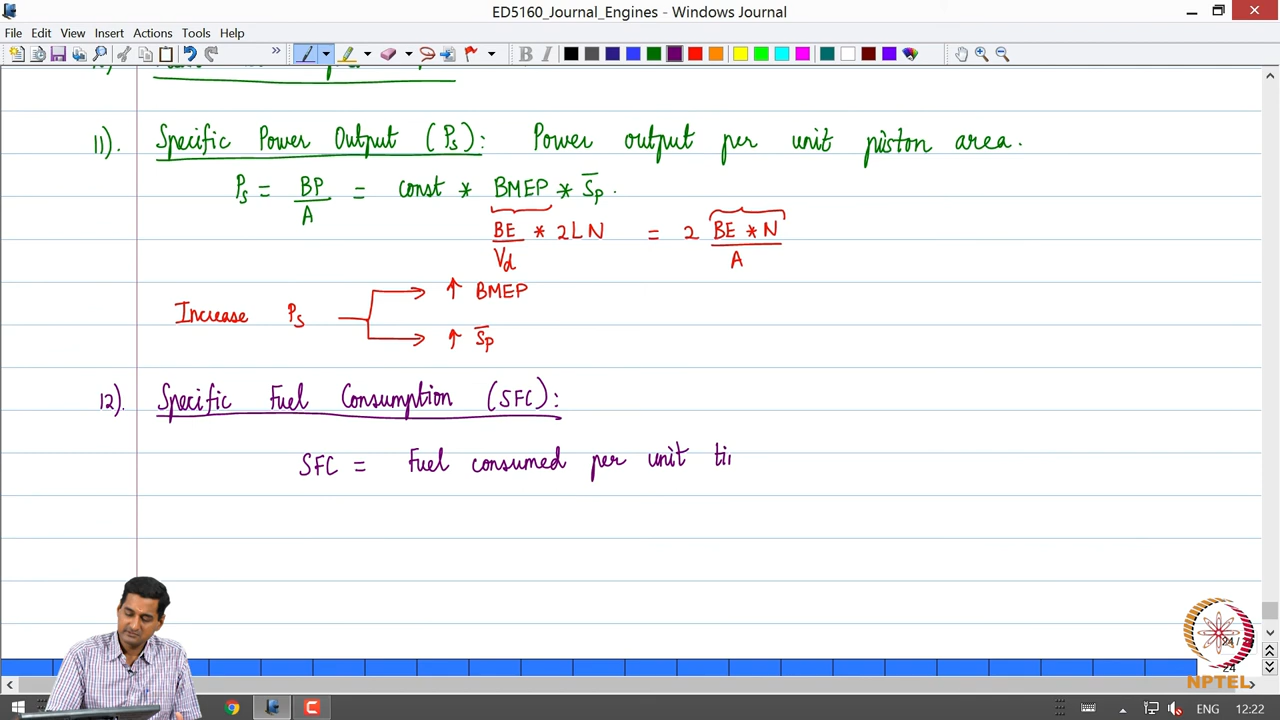 ED5160_Journal_Engines - Windows Journal
File Edit View Insert Actions Tools Help
11). Specific Power Output (Ps): Power output per unit piston area.
Ps = BP/A = const * BMEP * S̄p.
BE/Vd * 2LN = 2 BE * N/A
↑ BMEP
Increase Ps
↑ S̄p
12). Specific Fuel Consumption (SFC):
SFC = Fuel consumed per unit ti
24
NPTEL
ENG 12:22